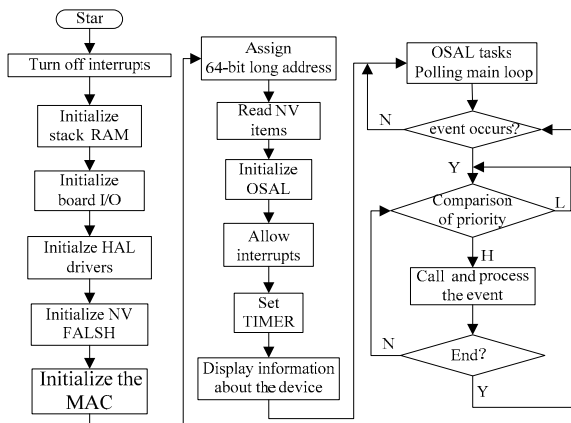 Star
Turn off interrupts
Initialize
stack RAM
Initialize
board I/O
Initialze HAL
drivers
Initialize NV
FALSH
Initialize the
MAC
Assign
64-bit long address
Read NV
items
Initialize
OSAL
Allow
interrupts
Set
TIMER
Display information
about the device
OSAL tasks
Polling main loop
N
event occurs?
Y
Comparison
of priority
L
H
Call and process
the event
N
End?
Y